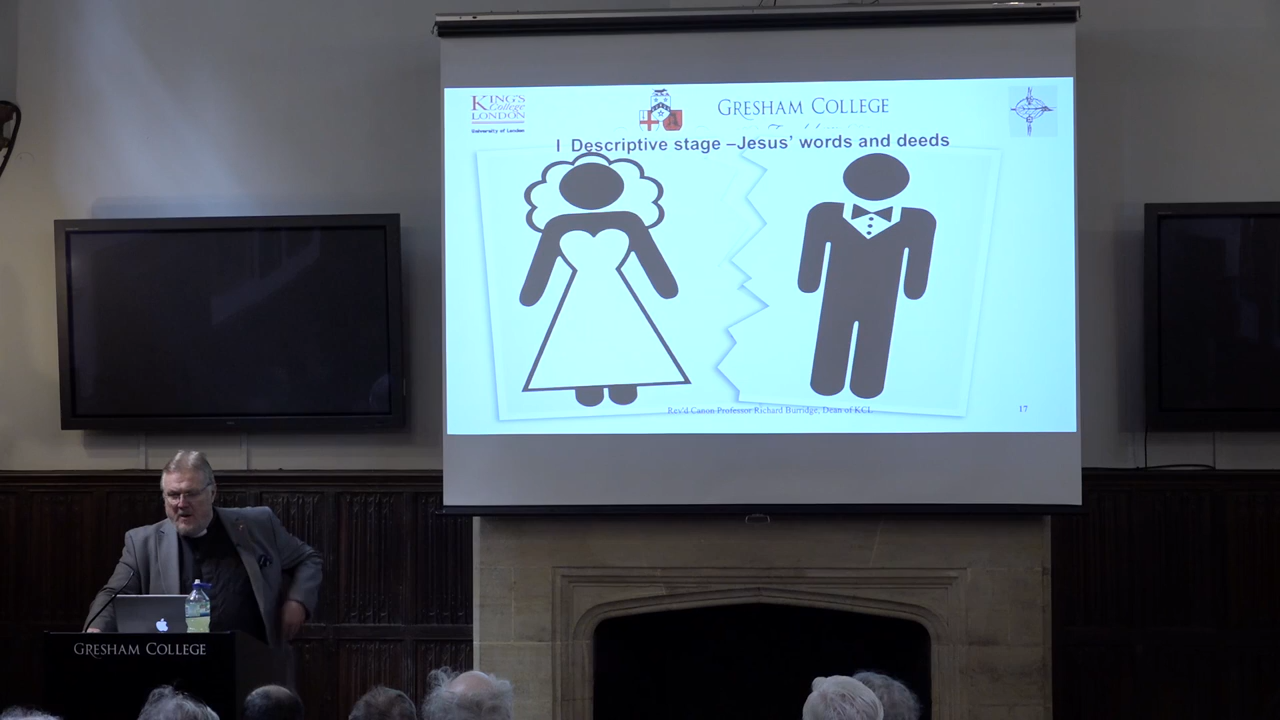 KING'S
College
LONDON
University of London
GRESHAM COLLEGE
I Descriptive stage –Jesus' words and deeds
Rev'd Canon Professor Richard Burridge, Dean of KCL
17
GRESHAM COLLEGE